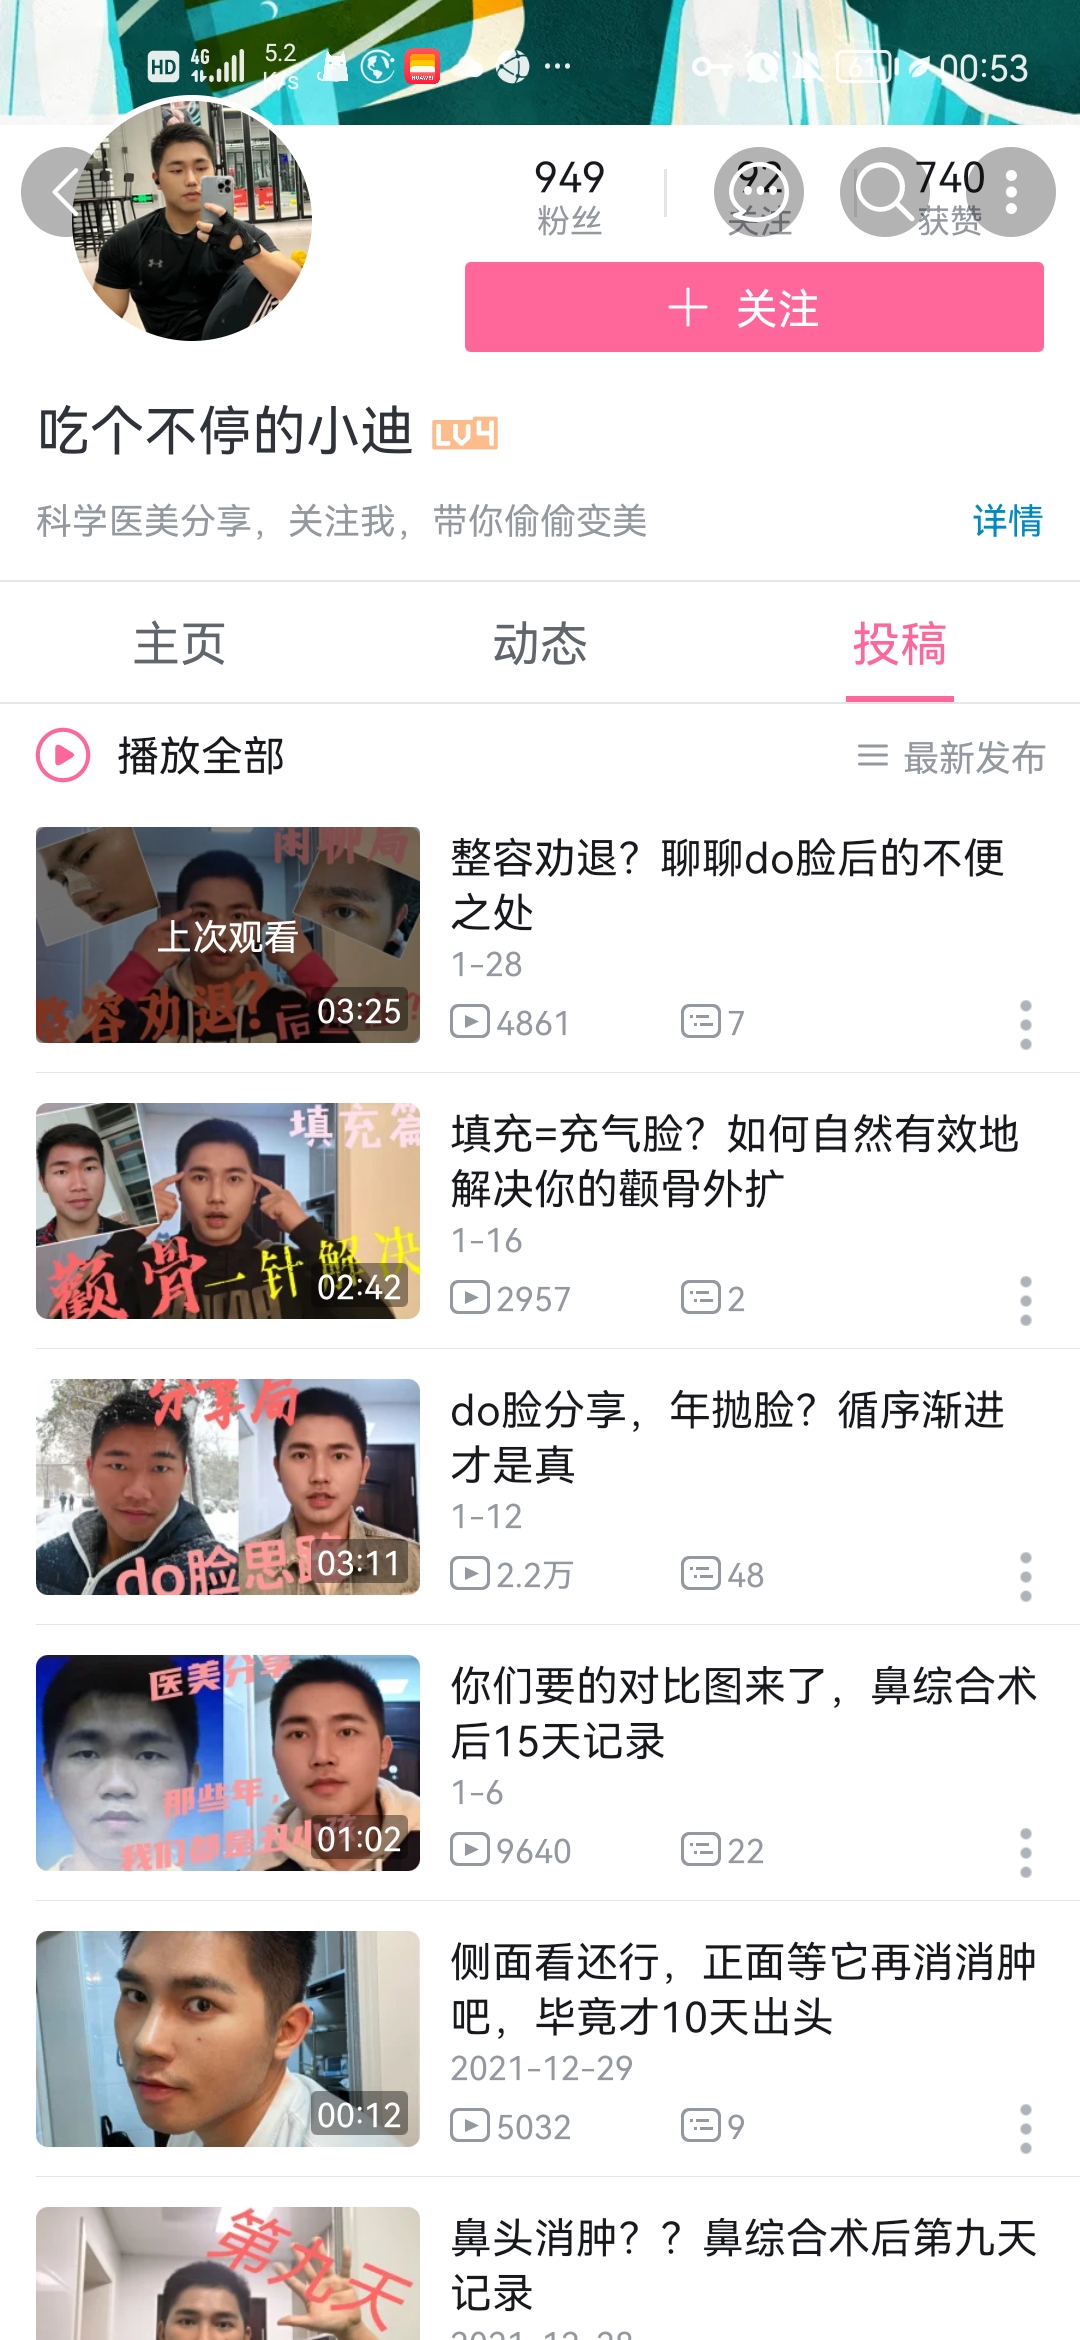 HD 4G 5.2 K/s HUAWEI ... 61 00:53
949 92 740
粉丝 关注 获赞
+ 关注
吃个不停的小迪 LV4
科学医美分享，关注我，带你偷偷变美 详情
主页 动态 投稿
播放全部 最新发布
闲聊局
上次观看
整容劝退？
03:25
整容劝退？聊聊do脸后的不便
之处
1-28
4861 7
填充篇
颧骨一针解决
02:42
填充=充气脸？如何自然有效地
解决你的颧骨外扩
1-16
2957 2
分享局
do脸思路
03:11
do脸分享，年抛脸？循序渐进
才是真
1-12
2.2万 48
医美分享
那些年，
我们都是丑小孩
01:02
你们要的对比图来了，鼻综合术
后15天记录
1-6
9640 22
00:12
侧面看还行，正面等它再消消肿
吧，毕竟才10天出头
2021-12-29
5032 9
第九天
鼻头消肿？？鼻综合术后第九天
记录
2021-12-28